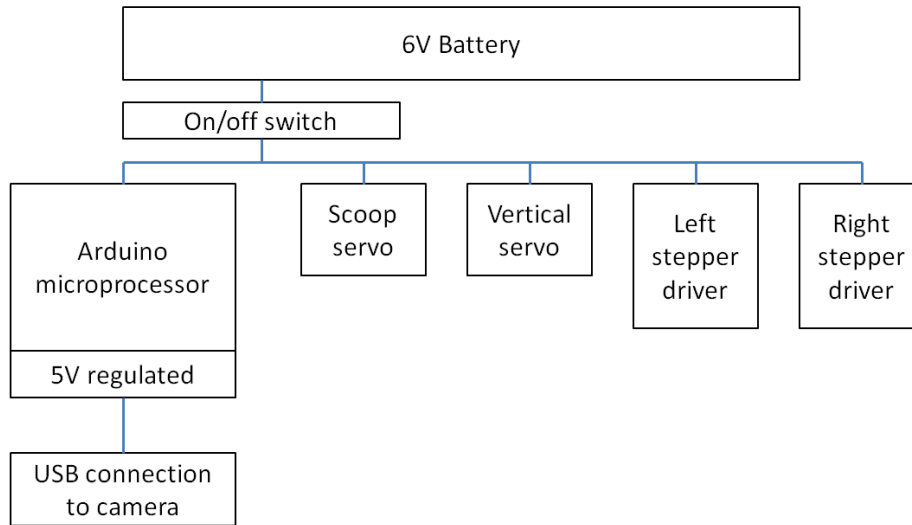 6V Battery
On/off switch
Arduino
microprocessor
5V regulated
USB connection
to camera
Scoop
servo
Vertical
servo
Left
stepper
driver
Right
stepper
driver